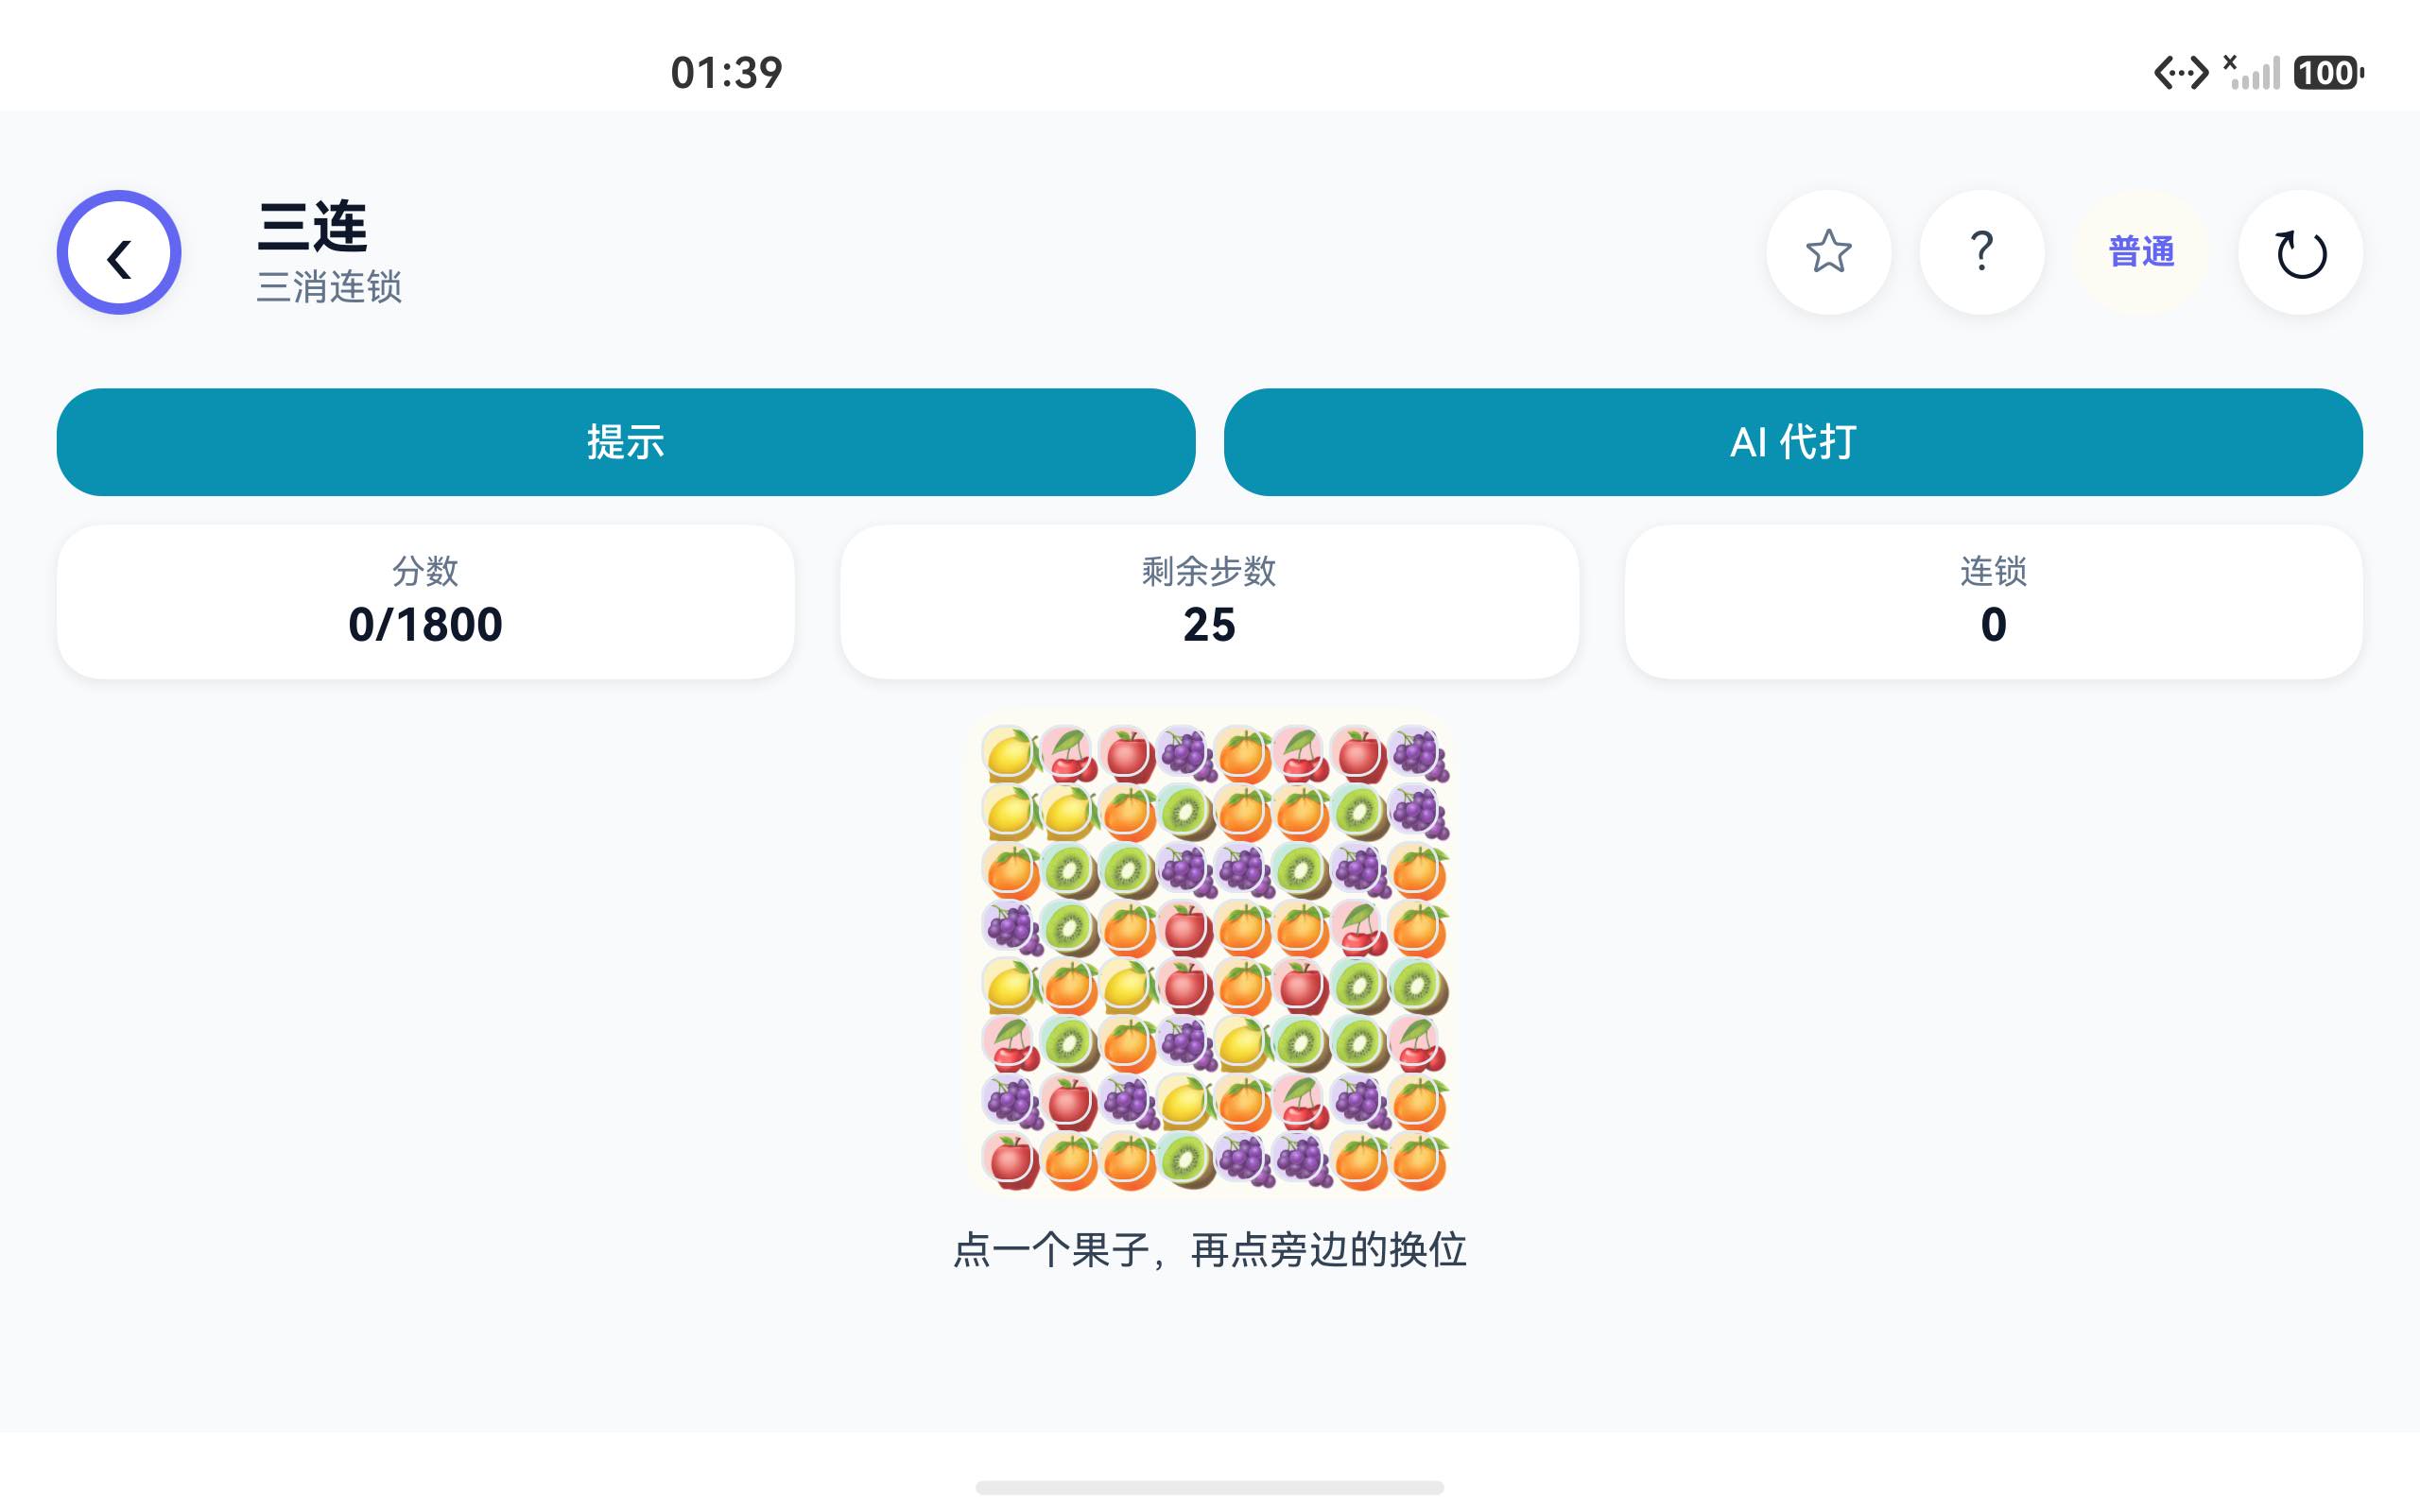 01:39
100
三连
三消连锁
?
普通
提示
AI 代打
分数
0/1800
剩余步数
25
连锁
0
点一个果子，再点旁边的换位